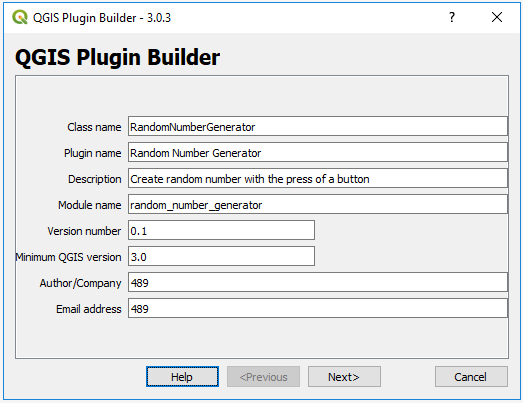 QGIS Plugin Builder - 3.0.3
QGIS Plugin Builder
Class name RandomNumberGenerator
Plugin name Random Number Generator
Description Create random number with the press of a button
Module name random_number_generator
Version number 0.1
Minimum QGIS version 3.0
Author/Company 489
Email address 489
Help <Previous Next> Cancel